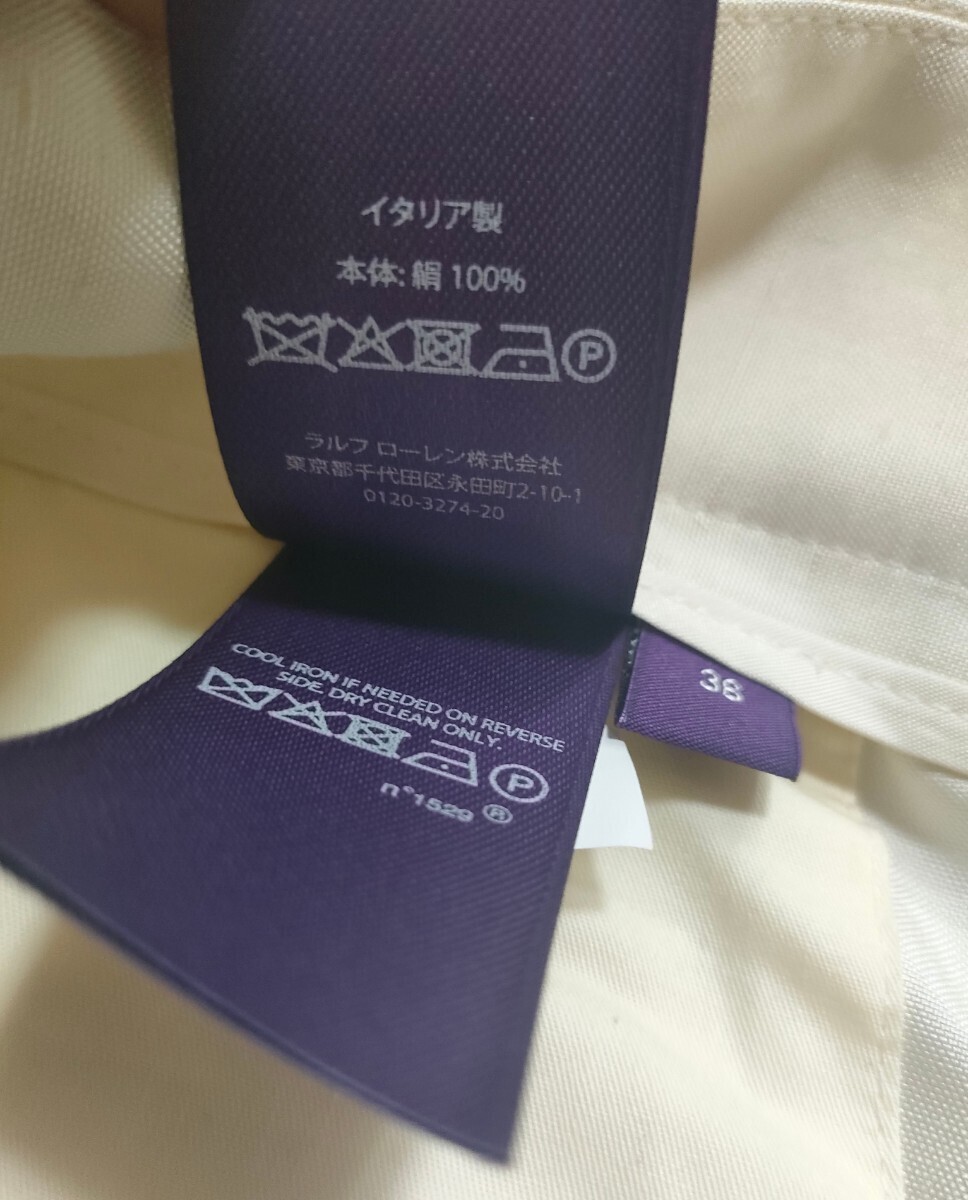 イタリア製
本体: 絹 100%
P
ラルフ ローレン株式会社
東京都千代田区永田町2-10-1
0120-3274-20
COOL IRON IF NEEDED ON REVERSE
SIDE. DRY CLEAN ONLY.
P
n°1529 ®
38